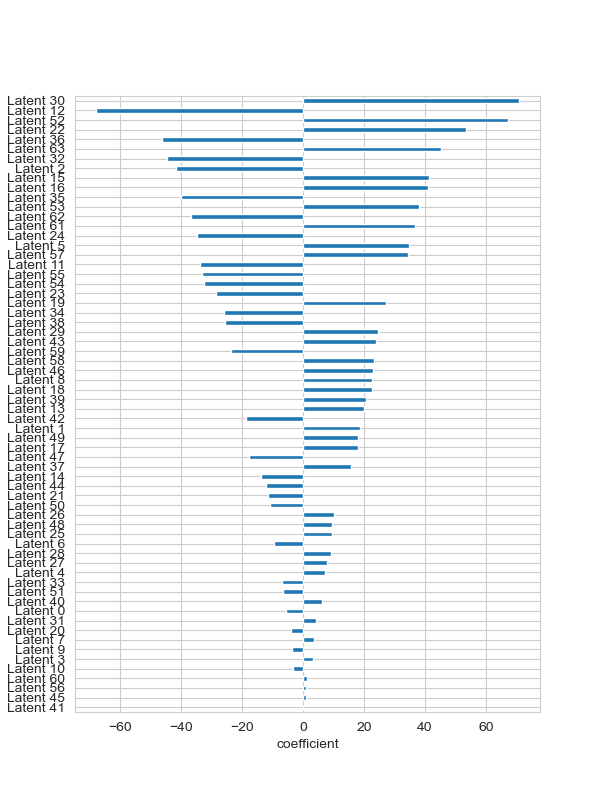 Latent 30
Latent 12
Latent 52
Latent 22
Latent 36
Latent 63
Latent 32
Latent 2
Latent 15
Latent 16
Latent 35
Latent 53
Latent 62
Latent 61
Latent 24
Latent 5
Latent 57
Latent 11
Latent 55
Latent 54
Latent 23
Latent 19
Latent 34
Latent 38
Latent 29
Latent 43
Latent 59
Latent 58
Latent 46
Latent 8
Latent 18
Latent 39
Latent 13
Latent 42
Latent 1
Latent 49
Latent 17
Latent 47
Latent 37
Latent 14
Latent 44
Latent 21
Latent 50
Latent 26
Latent 48
Latent 25
Latent 6
Latent 28
Latent 27
Latent 4
Latent 33
Latent 51
Latent 40
Latent 0
Latent 31
Latent 20
Latent 7
Latent 9
Latent 3
Latent 10
Latent 60
Latent 56
Latent 45
Latent 41
−60 −40 −20 0 20 40 60
coefficient